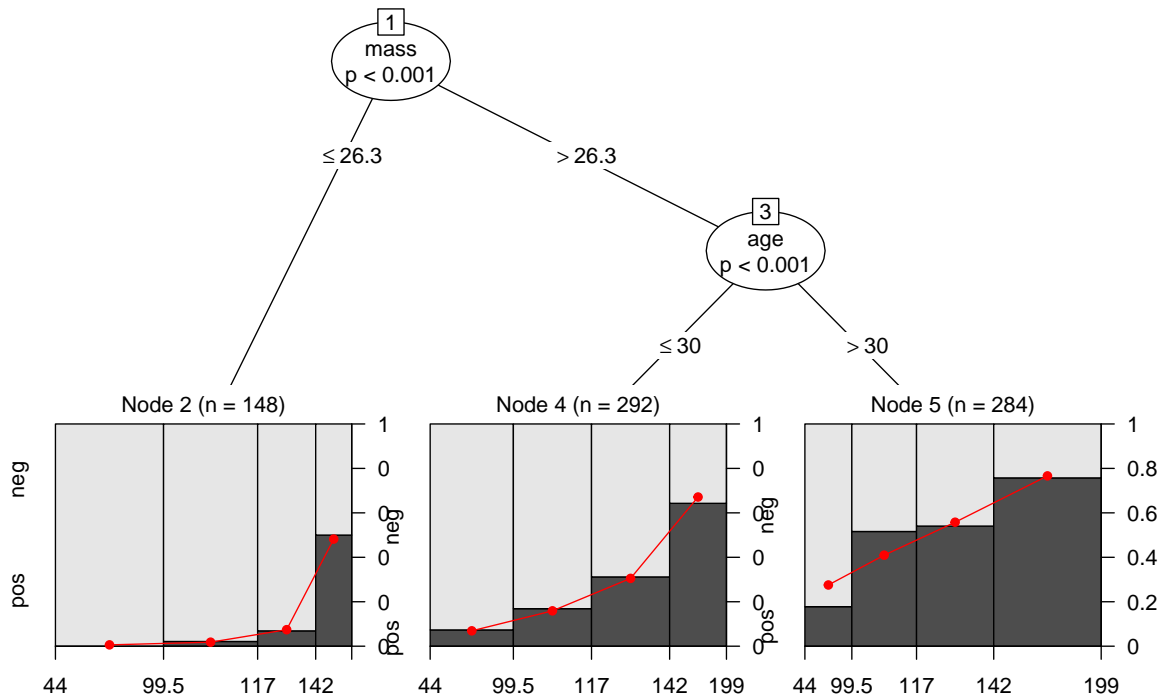 1
mass
p < 0.001
≤ 26.3
> 26.3
3
age
p < 0.001
≤ 30
> 30
Node 2 (n = 148)
neg
pos
44
99.5
117
142
1
0
0
0
0
0
Node 4 (n = 292)
neg
pos
44
99.5
117
142
199
1
0
0
0
0
0
Node 5 (n = 284)
neg
pos
44
99.5
117
142
199
1
0.8
0.6
0.4
0.2
0